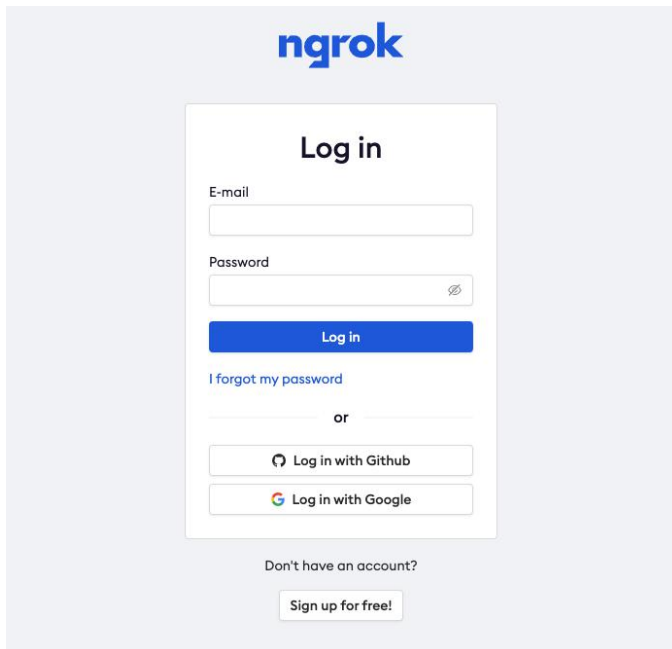 ngrok
Log in
E-mail
Password
Log in
I forgot my password
or
Log in with Github
Log in with Google
Don't have an account?
Sign up for free!